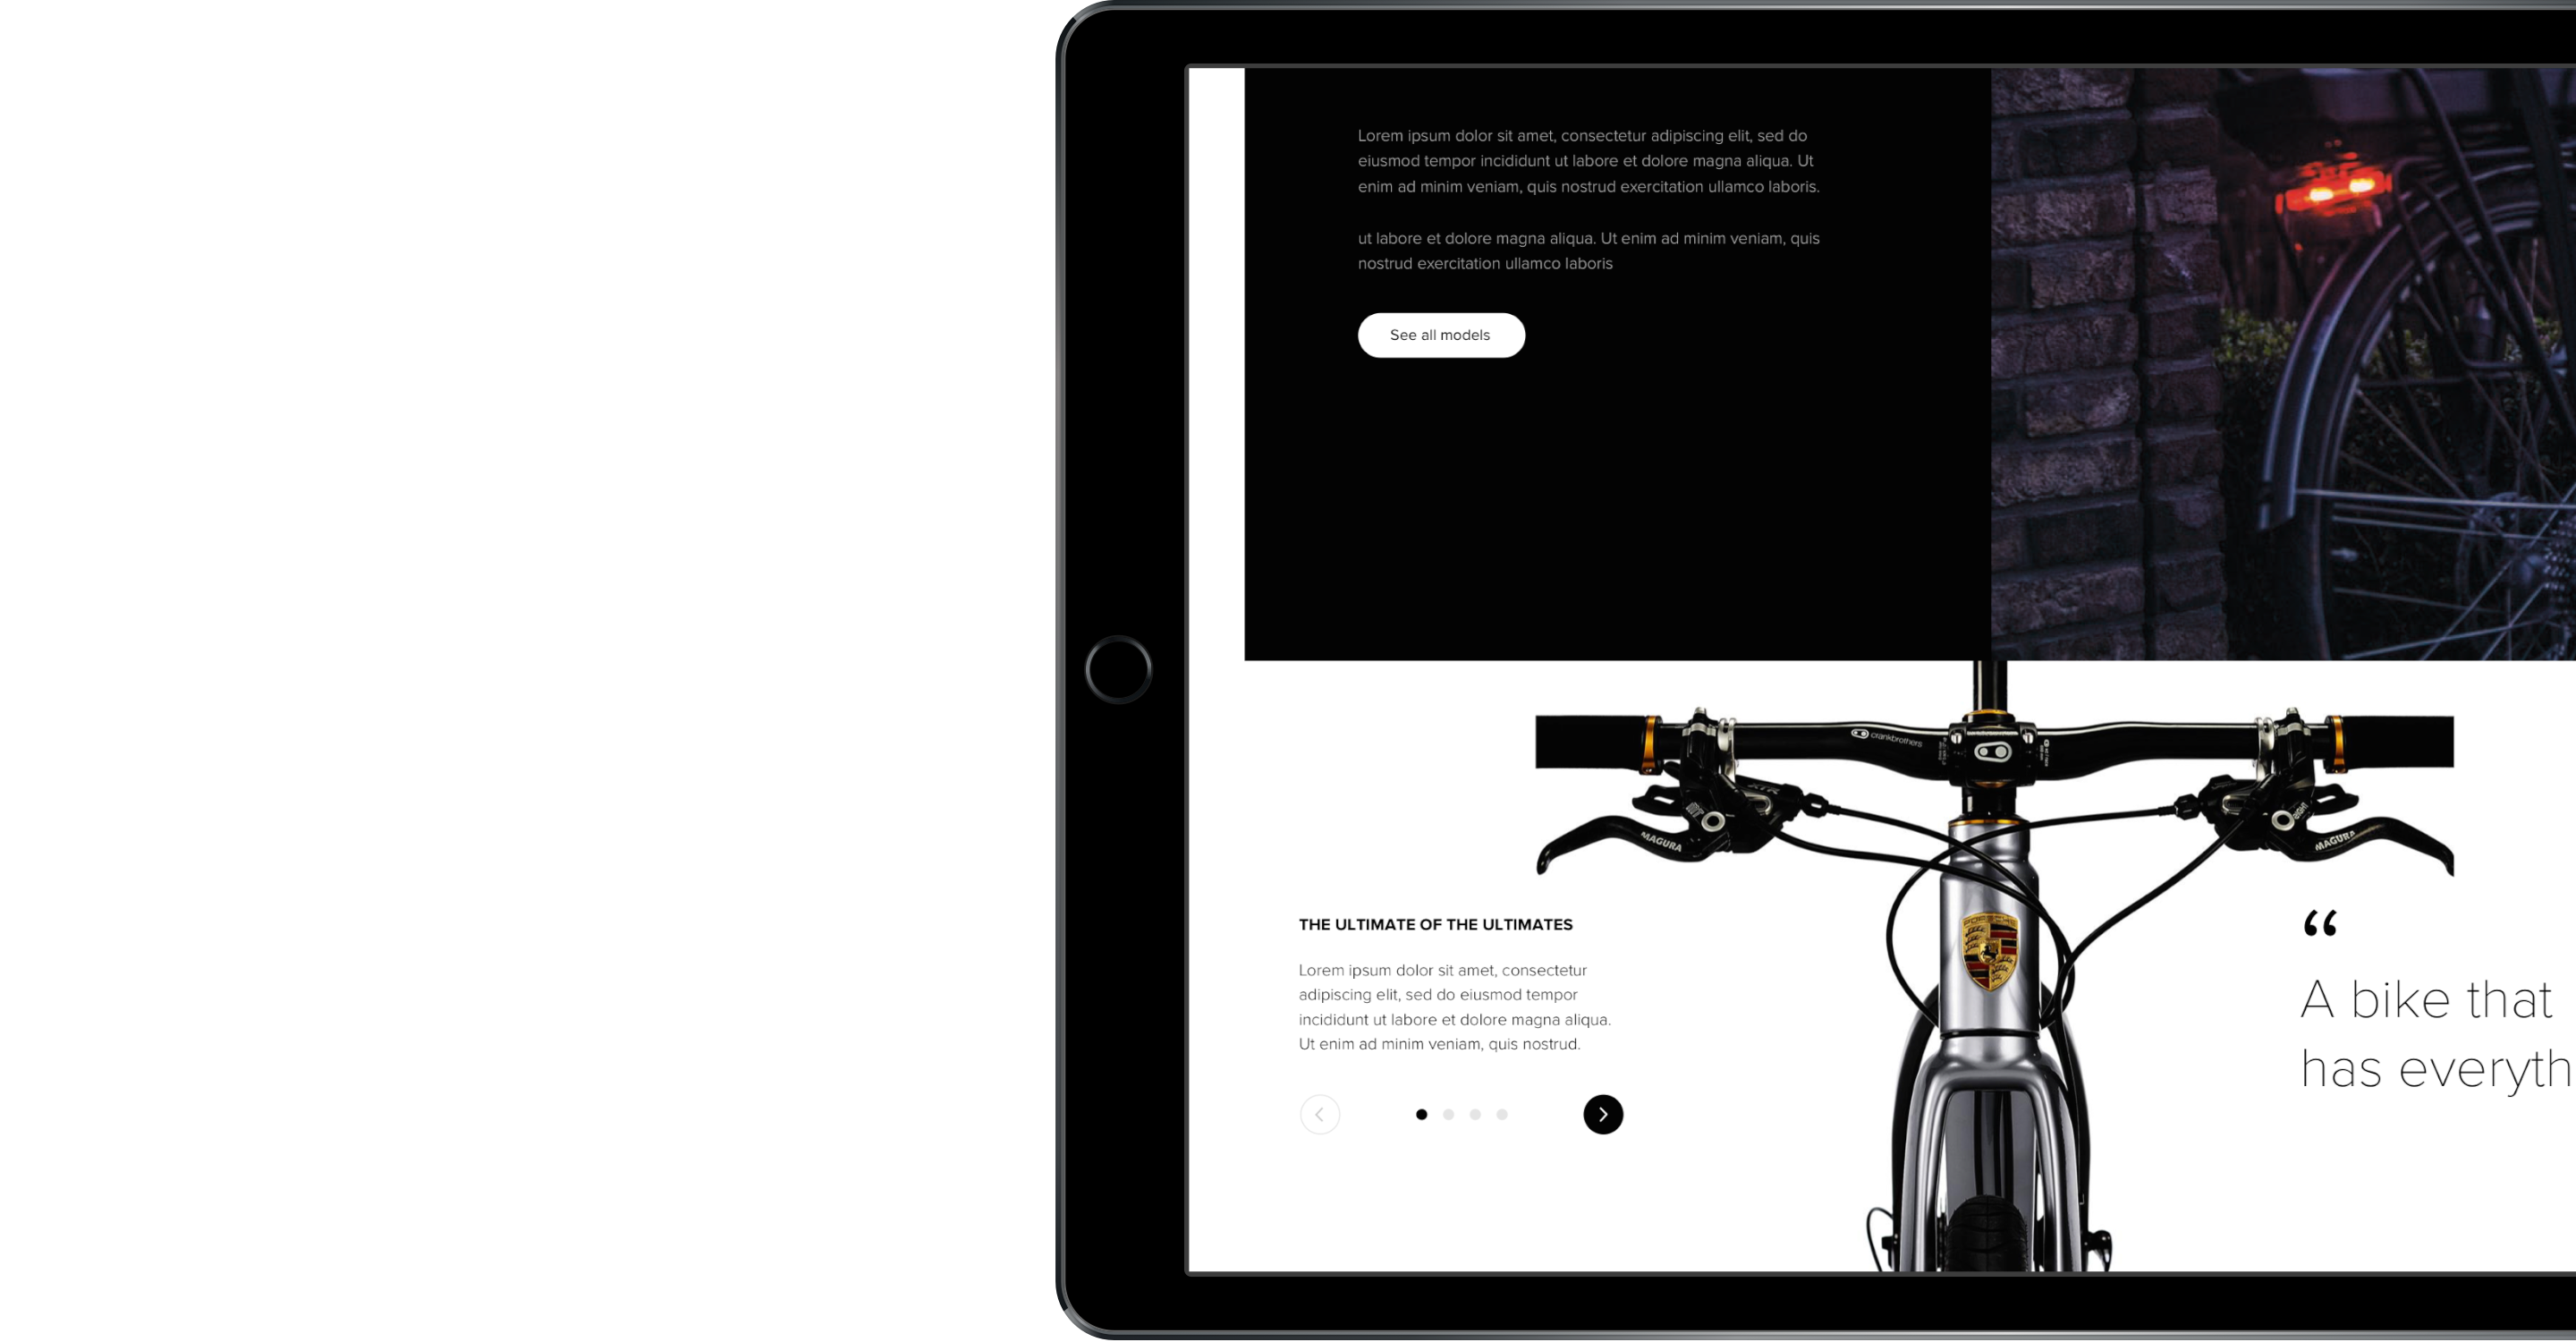 Lorem ipsum dolor sit amet, consectetur adipiscing elit, sed do
eiusmod tempor incididunt ut labore et dolore magna aliqua. Ut
enim ad minim veniam, quis nostrud exercitation ullamco laboris.
ut labore et dolore magna aliqua. Ut enim ad minim veniam, quis
nostrud exercitation ullamco laboris
See all models
crankbrothers
MAGURA
MAGURA
THE ULTIMATE OF THE ULTIMATES
Lorem ipsum dolor sit amet, consectetur
adipiscing elit, sed do eiusmod tempor
incididunt ut labore et dolore magna aliqua.
Ut enim ad minim veniam, quis nostrud.
“
A bike that
has everyth